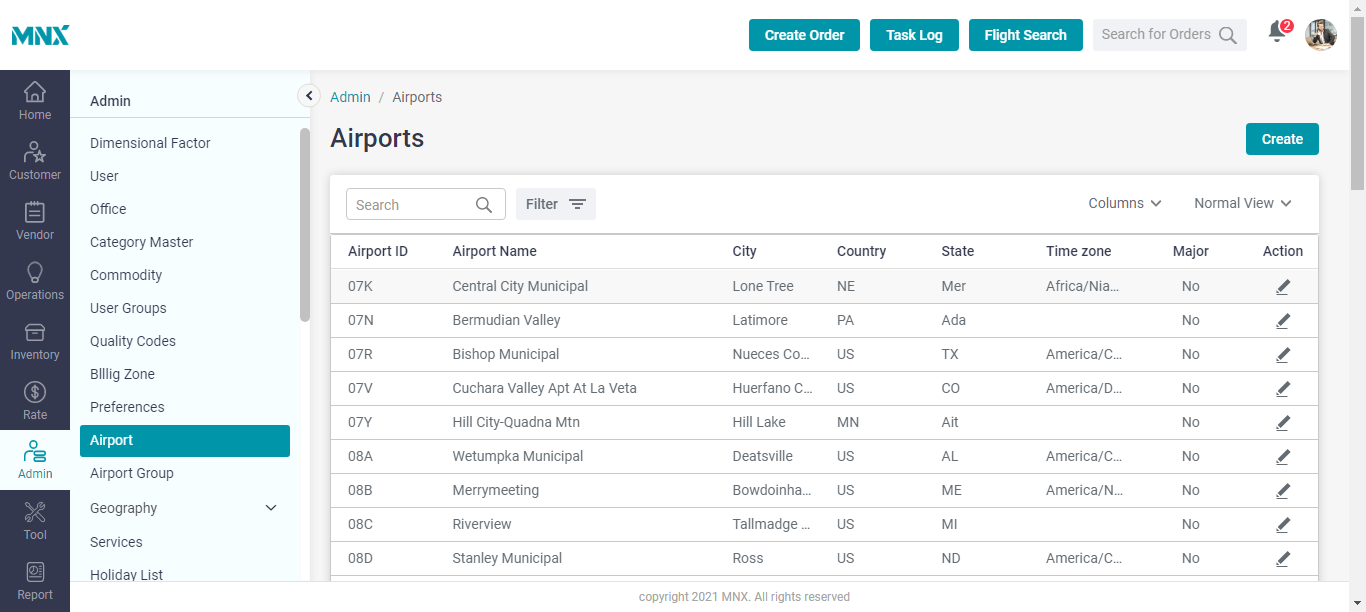 MNX
Create Order
Task Log
Flight Search
Search for Orders
2
Home
Customer
Vendor
Operations
Inventory
Rate
Admin
Tool
Report
Admin
Dimensional Factor
User
Office
Category Master
Commodity
User Groups
Quality Codes
Blllig Zone
Preferences
Airport
Airport Group
Geography
Services
Holiday List
Admin / Airports
Airports
Create
Search
Filter
Columns
Normal View
Airport ID Airport Name City Country State Time zone Major Action
07K Central City Municipal Lone Tree NE Mer Africa/Nia... No
07N Bermudian Valley Latimore PA Ada No
07R Bishop Municipal Nueces Co... US TX America/C... No
07V Cuchara Valley Apt At La Veta Huerfano C... US CO America/D... No
07Y Hill City-Quadna Mtn Hill Lake MN Ait No
08A Wetumpka Municipal Deatsville US AL America/C... No
08B Merrymeeting Bowdoinha... US ME America/N... No
08C Riverview Tallmadge ... US MI No
08D Stanley Municipal Ross US ND America/C... No
copyright 2021 MNX. All rights reserved